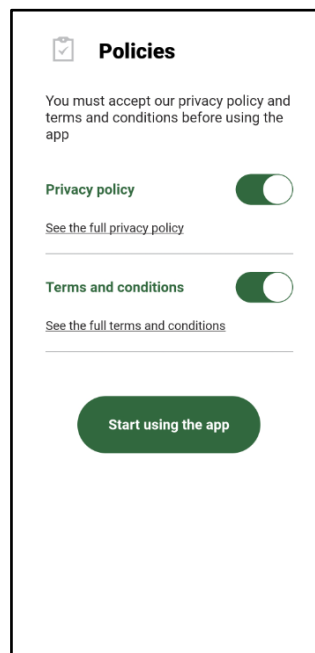 Policies
You must accept our privacy policy and
terms and conditions before using the
app
Privacy policy
See the full privacy policy
Terms and conditions
See the full terms and conditions
Start using the app